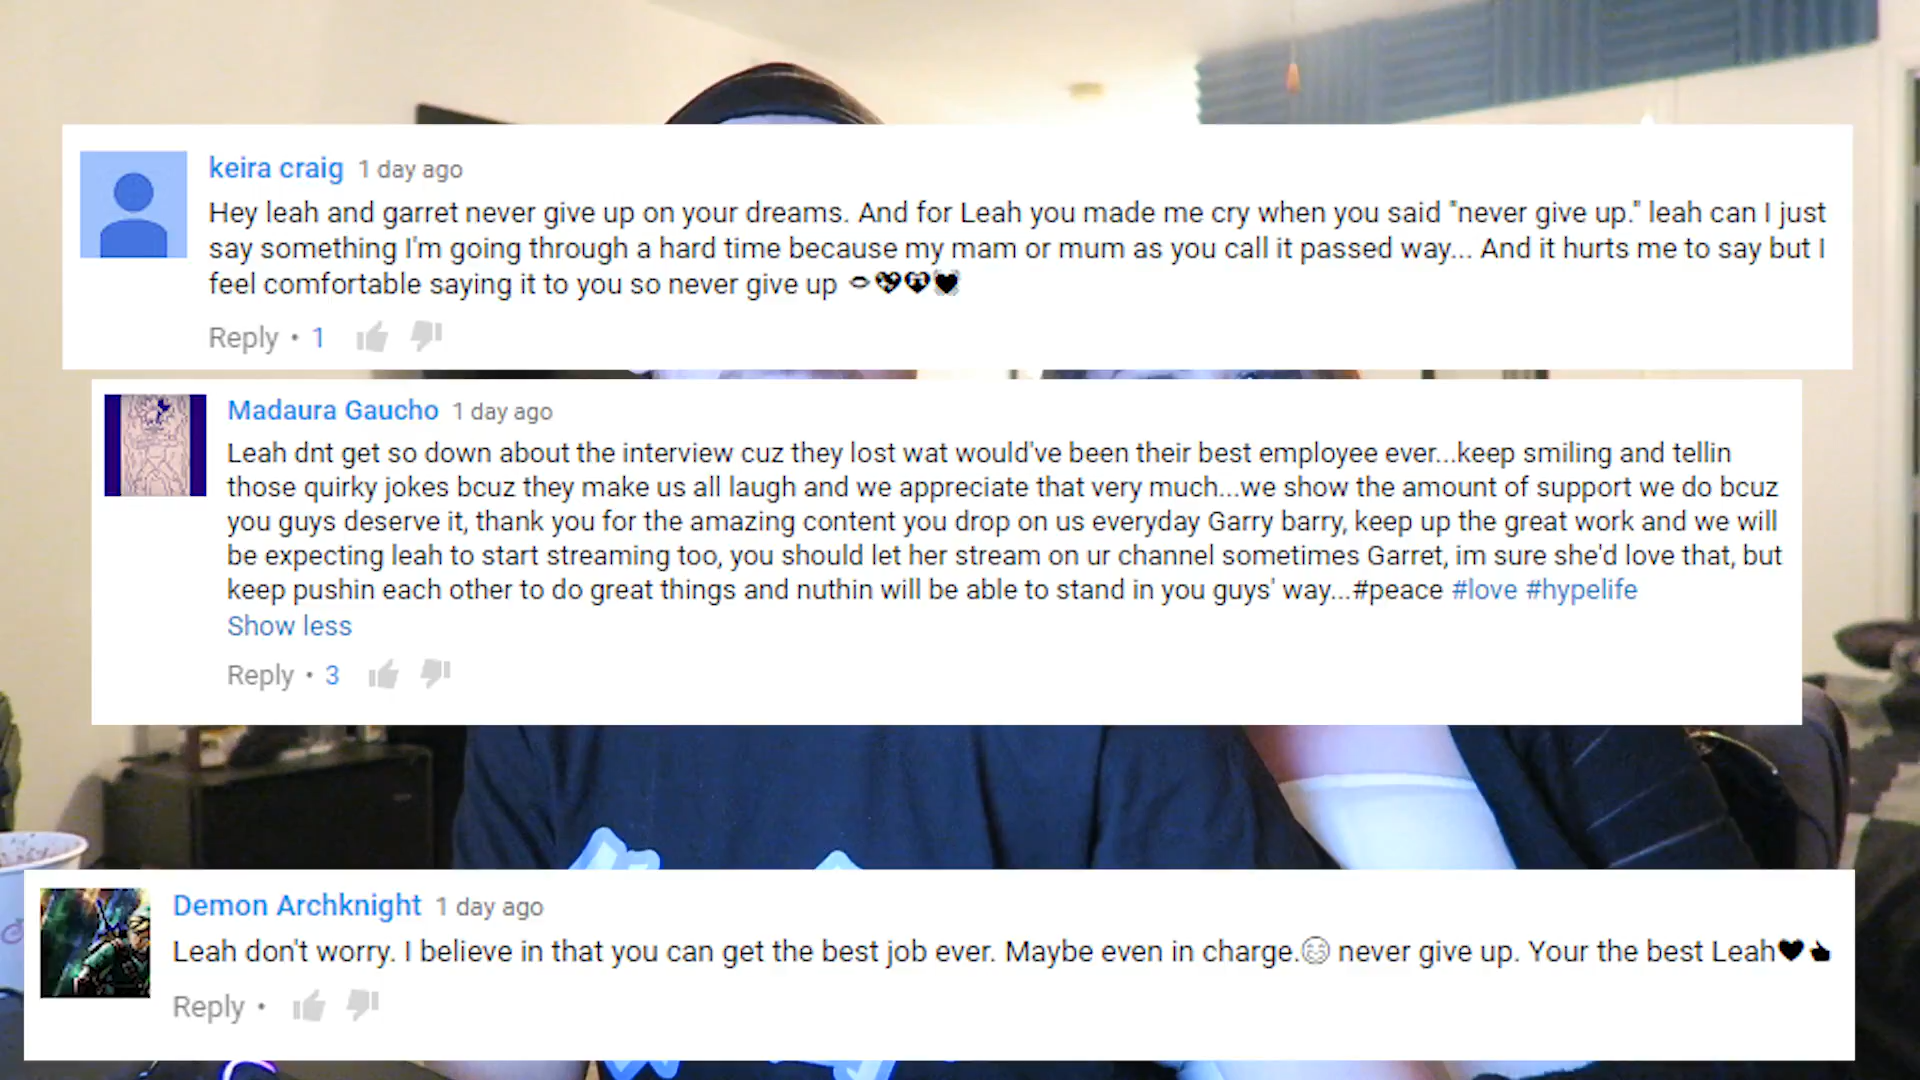 keira craig 1 day ago
Hey leah and garret never give up on your dreams. And for Leah you made me cry when you said "never give up." leah can I just
say something I'm going through a hard time because my mam or mum as you call it passed way... And it hurts me to say but I
feel comfortable saying it to you so never give up 👄💖💝💓
Reply • 1
Madaura Gaucho 1 day ago
Leah dnt get so down about the interview cuz they lost wat would've been their best employee ever...keep smiling and tellin
those quirky jokes bcuz they make us all laugh and we appreciate that very much...we show the amount of support we do bcuz
you guys deserve it, thank you for the amazing content you drop on us everyday Garry barry, keep up the great work and we will
be expecting leah to start streaming too, you should let her stream on ur channel sometimes Garret, im sure she'd love that, but
keep pushin each other to do great things and nuthin will be able to stand in you guys' way...#peace #love #hypelife
Show less
Reply • 3
Demon Archknight 1 day ago
Leah don't worry. I believe in that you can get the best job ever. Maybe even in charge.😊 never give up. Your the best Leah❤👍
Reply •